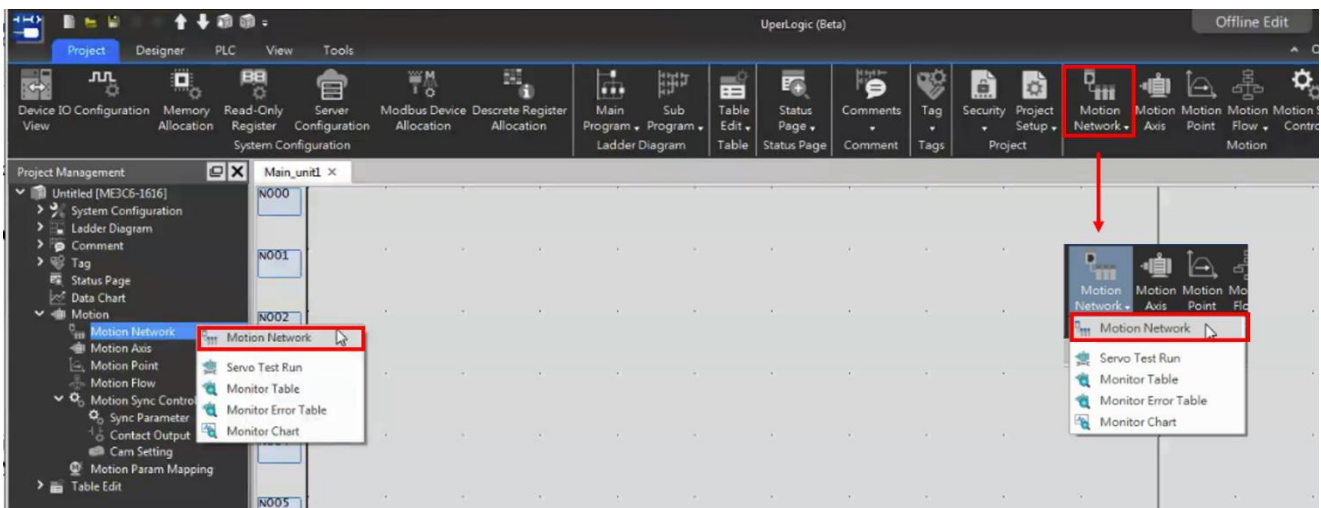 UperLogic (Beta)
Offline Edit
Project Designer PLC View Tools
Device IO Configuration View
Memory Allocation
Read-Only Register
Server Configuration
System Configuration
Modbus Device Allocation
Descrete Register Allocation
Main Program
Sub Program
Ladder Diagram
Table Edit
Table
Status Page
Status Page
Comments
Comment
Tag
Tags
Security
Project Setup
Project
Motion Network
Motion Axis
Motion Point
Motion Flow
Motion
Project Management
Main_unit1
Untitled [ME3C6-1616]
System Configuration
Ladder Diagram
Comment
Tag
Status Page
Data Chart
Motion
Motion Network
Motion Axis
Motion Point
Motion Flow
Motion Sync Control
Sync Parameter
Contact Output
Cam Setting
Motion Param Mapping
Table Edit
N000
N001
N002
N005
Motion Network
Servo Test Run
Monitor Table
Monitor Error Table
Monitor Chart
Motion Network
Motion Axis
Motion Point
Motion Network
Servo Test Run
Monitor Table
Monitor Error Table
Monitor Chart